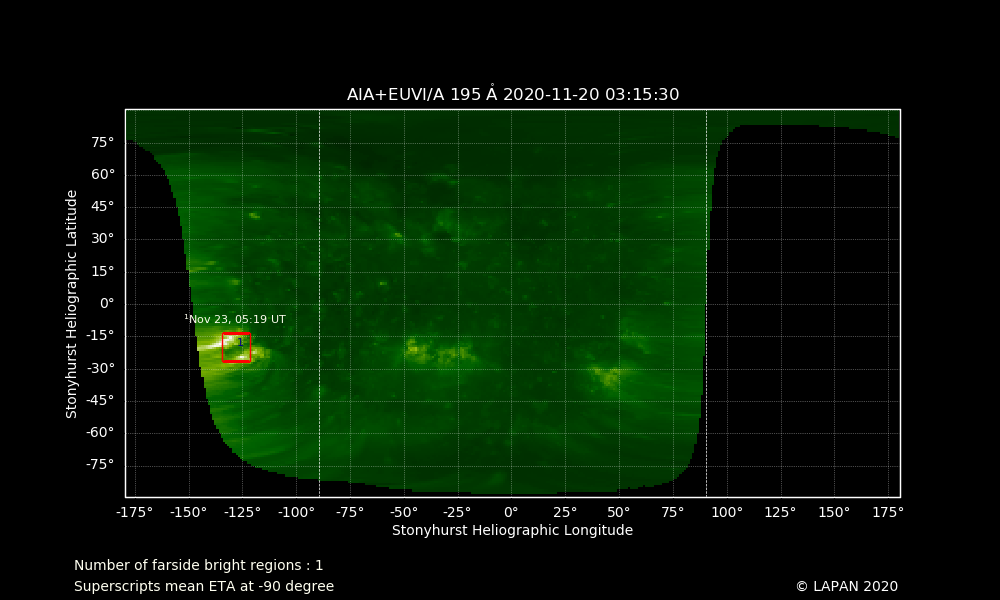 AIA+EUVI/A 195 Å 2020-11-20 03:15:30
75°
60°
45°
30°
15°
0°
-15°
-30°
-45°
-60°
-75°
Stonyhurst Heliographic Latitude
¹Nov 23, 05:19 UT
1
-175° -150° -125° -100° -75° -50° -25° 0° 25° 50° 75° 100° 125° 150° 175°
Stonyhurst Heliographic Longitude
Number of farside bright regions : 1
Superscripts mean ETA at -90 degree
© LAPAN 2020